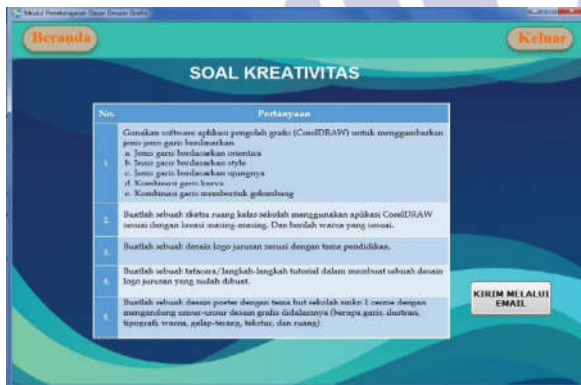 Modul Pembelajaran Dasar Desain Grafis
Beranda
Keluar
SOAL KREATIVITAS
No.
Pertanyaan
1.
Gunakan software aplikasi pengolah grafis (CorelDRAW) untuk menggambarkan
jenis-jenis garis berdasarkan
a. Jenis garis berdasarkan orientasi
b. Jenis garis berdasarkan style
c. Jenis garis berdasarkan ujungnya
d. Kombinasi garis kurva
e. Kombinasi garis membentuk gelombang
2.
Buatlah sebuah sketsa ruang kelas sekolah menggunakan aplikasi CorelDRAW
sesuai dengan kreasi masing-masing. Dan berilah warna yang sesuai.
3.
Buatlah sebuah desain logo jurusan sesuai dengan tema pendidikan.
4.
Buatlah sebuah tatacara/langkah-langkah tutorial dalam membuat sebuah desain
logo jurusan yang sudah dibuat.
5.
Buatlah sebuah desain poster dengan tema hut sekolah smkn 1 cerme dengan
mengandung unsur-unsur desain grafis didalamnya (berupa garis, ilustrasi,
tipografi, warna, gelap-terang, tekstur, dan ruang)
KIRIM MELALUI
EMAIL